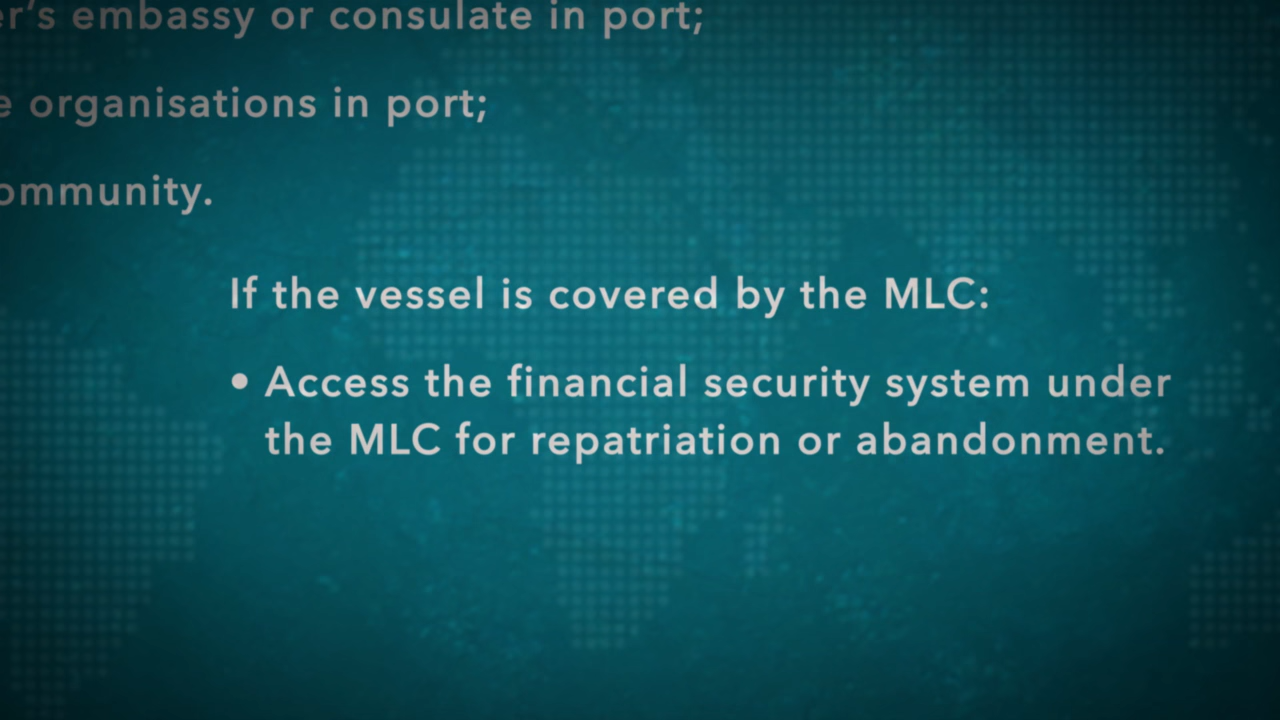 embassy or consulate in port;
organisations in port;
If the vessel is covered by the MLC:
• Access the financial security system under
the MLC for repatriation or abandonment.